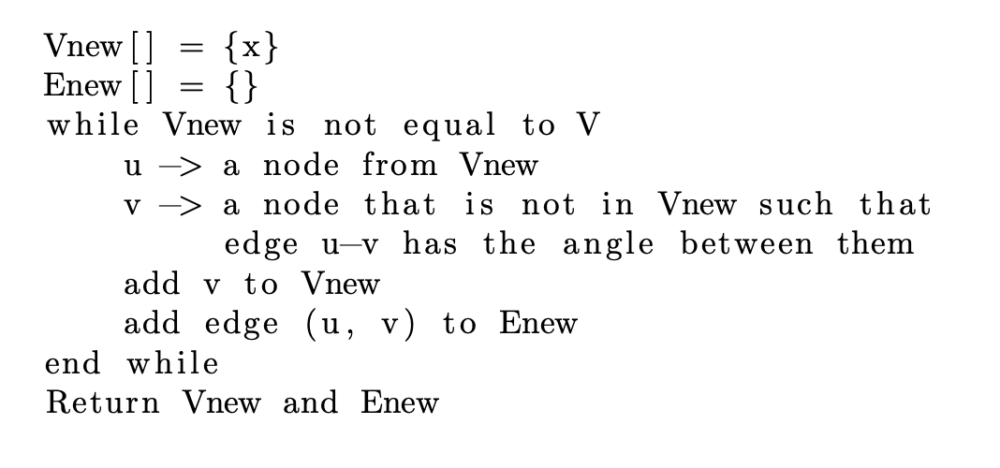 Vnew[] = {x}
Enew[] = {}
while Vnew is not equal to V
u —> a node from Vnew
v —> a node that is not in Vnew such that
edge u—v has the angle between them
add v to Vnew
add edge (u, v) to Enew
end while
Return Vnew and Enew